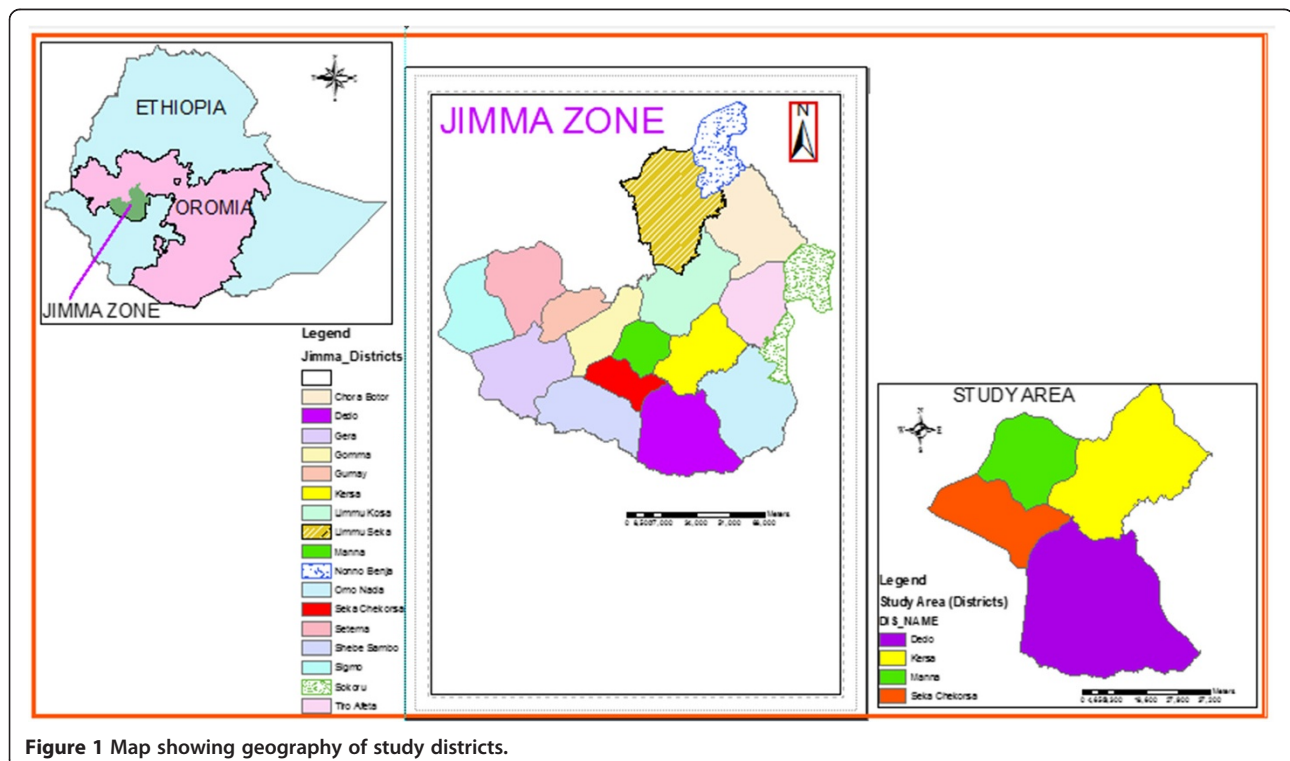 ETHIOPIA
OROMIA
JIMMA ZONE
Legend
Jimma_Districts
Chora Botor
Dedo
Gera
Gomma
Gumay
Kersa
Limmu Kosa
Limmu Seka
Manna
Nonno Benja
Omo Nada
Seka Chekorsa
Setema
Shebe Sambo
Sigmo
Sokoru
Tiro Afeta
JIMMA ZONE
N
Meters
STUDY AREA
N
W E
S
Legend
Study Area (Districts)
DIS_NAME
Dedo
Kersa
Manna
Seka Chekorsa
Meters
Figure 1 Map showing geography of study districts.